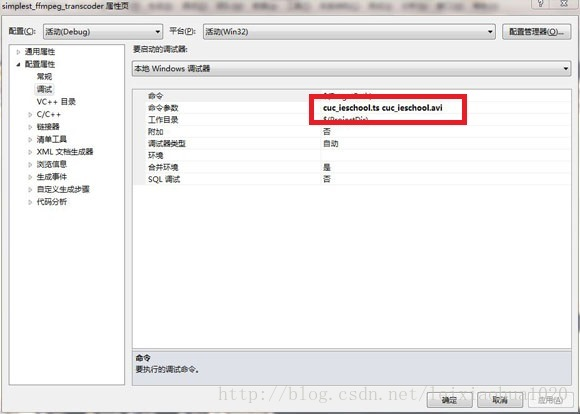 simplest_ffmpeg_transcoder 属性页
配置(C): 活动(Debug) 平台(P): 活动(Win32) 配置管理器(O)...
通用属性
配置属性
常规
调试
VC++ 目录
C/C++
链接器
清单工具
XML 文档生成器
浏览信息
生成事件
自定义生成步骤
代码分析
要启动的调试器:
本地 Windows 调试器
命令
命令参数 cuc_ieschool.ts cuc_ieschool.avi
工作目录 $(ProjectDir)
附加 否
调试器类型 自动
环境
合并环境 是
SQL 调试 否
命令
要执行的调试命令。
http://blog.csdn.net/leixiaohua1020
确定 取消 应用(A)